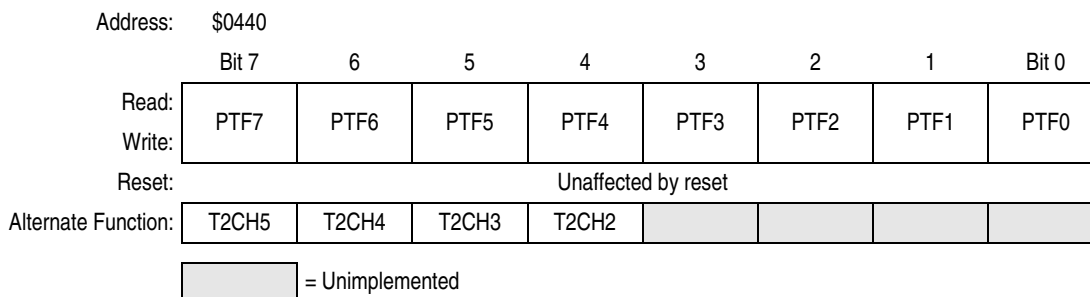 Address: $0440
Bit 7 6 5 4 3 2 1 Bit 0
Read:
PTF7 PTF6 PTF5 PTF4 PTF3 PTF2 PTF1 PTF0
Write:
Reset: Unaffected by reset
Alternate Function: T2CH5 T2CH4 T2CH3 T2CH2
= Unimplemented